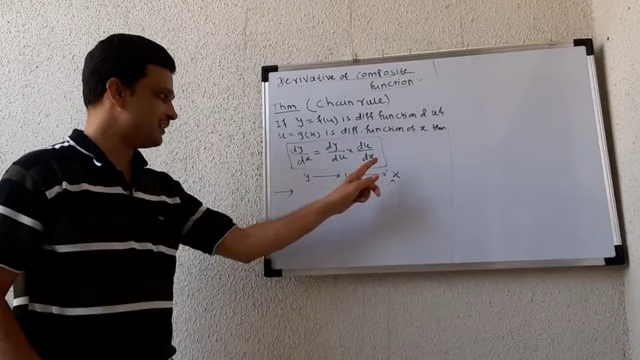 Derivative of composite
function :-
Thm (Chain rule)
If y = f(u) is diff function of u &
u = g(x) is diff. function of x then
dy/dx = dy/du × du/dx
y → → x
→